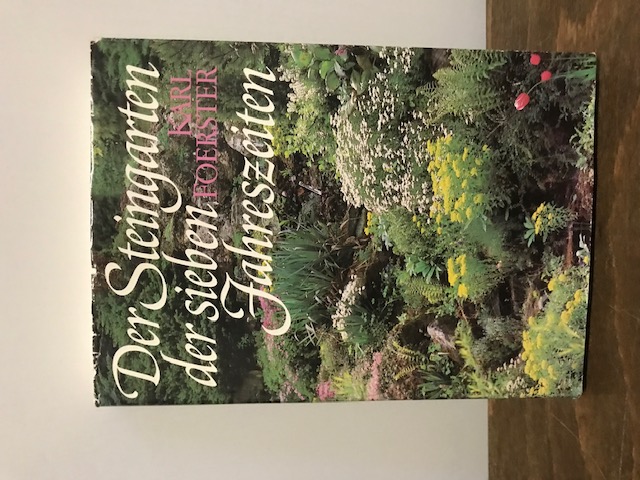 Der Steingarten
KARL
der sieben
FOERSTER
Jahreszeiten